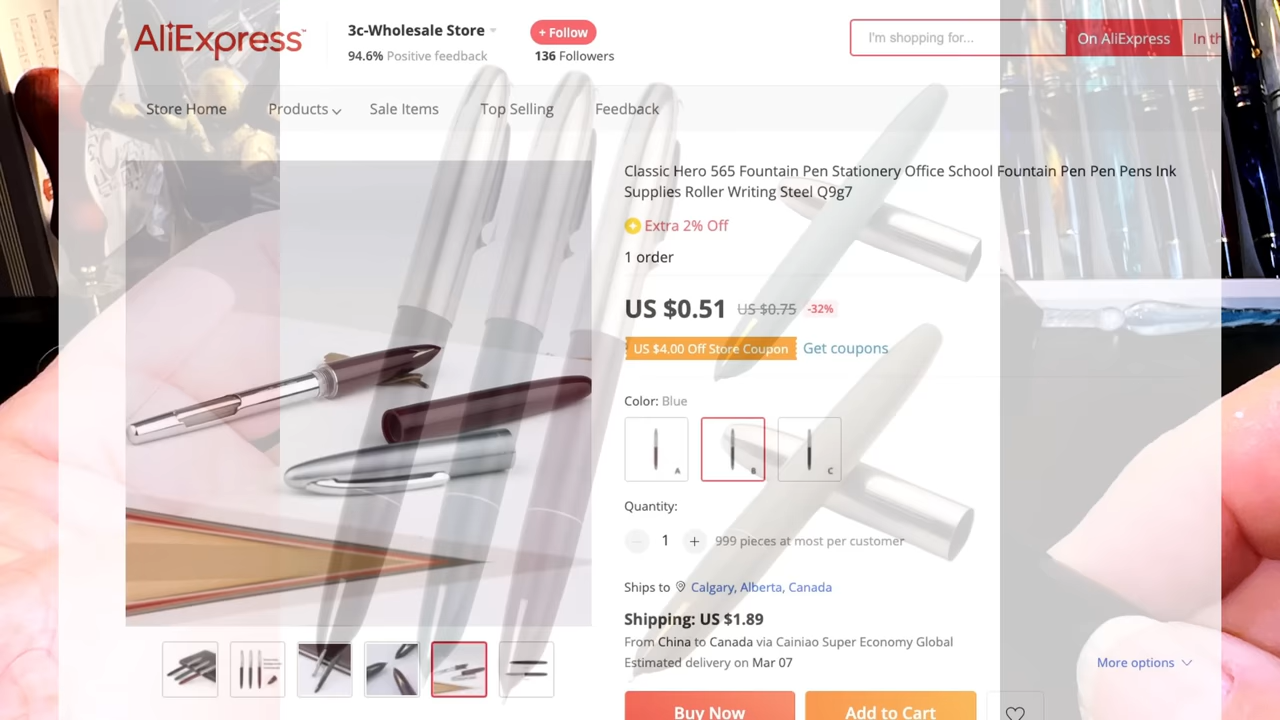 AliExpress™
3c-Wholesale Store
+ Follow
94.6% Positive feedback
136 Followers
I'm shopping for...
On AliExpress
In th
Store Home
Products
Sale Items
Top Selling
Feedback
Classic Hero 565 Fountain Pen Stationery Office School Fountain Pen Pen Pens Ink
Supplies Roller Writing Steel Q9g7
Extra 2% Off
1 order
US $0.51 US $0.75 -32%
US $4.00 Off Store Coupon Get coupons
Color: Blue
A
B
C
Quantity:
1 + 999 pieces at most per customer
Ships to Calgary, Alberta, Canada
Shipping: US $1.89
From China to Canada via Cainiao Super Economy Global
Estimated delivery on Mar 07
More options
Buy Now
Add to Cart